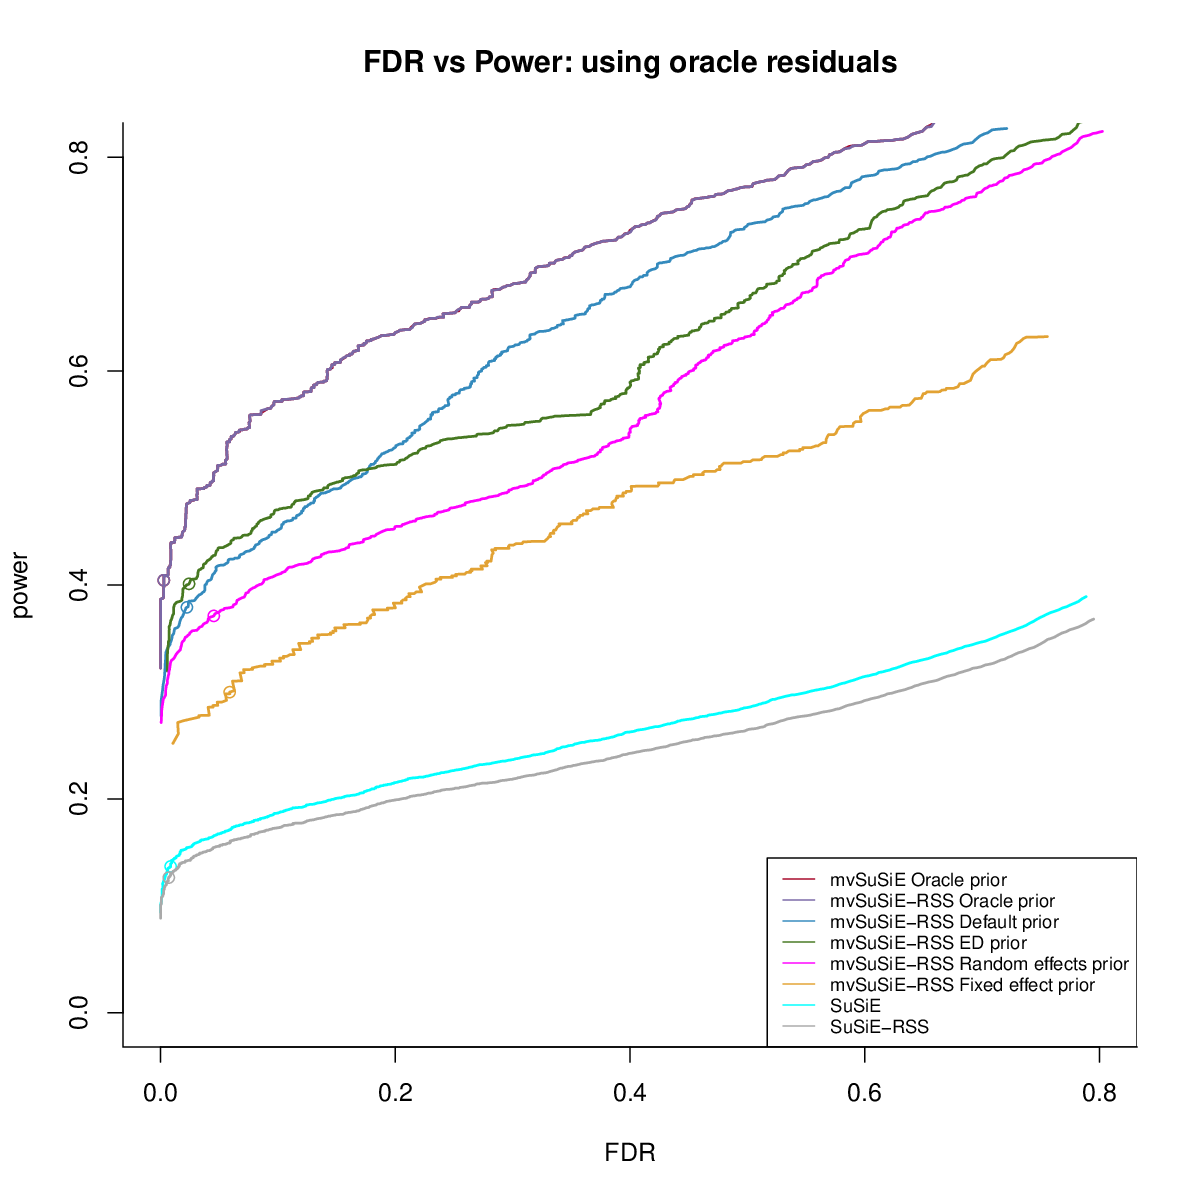 FDR vs Power: using oracle residuals
power
0.8
0.6
0.4
0.2
0.0
mvSuSiE Oracle prior
mvSuSiE−RSS Oracle prior
mvSuSiE−RSS Default prior
mvSuSiE−RSS ED prior
mvSuSiE−RSS Random effects prior
mvSuSiE−RSS Fixed effect prior
SuSiE
SuSiE−RSS
0.0 0.2 0.4 0.6 0.8
FDR